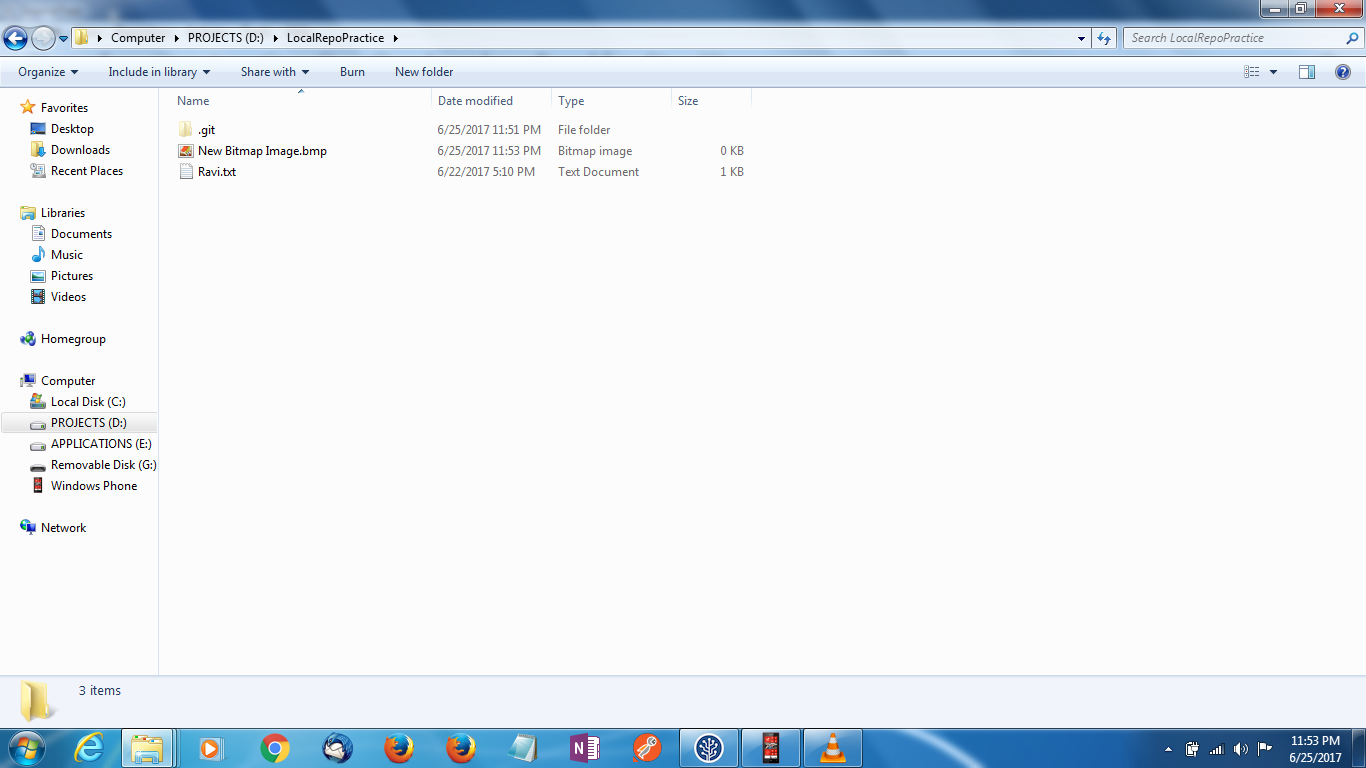 Computer PROJECTS (D:) LocalRepoPractice Search LocalRepoPractice
Organize Include in library Share with Burn New folder
Name Date modified Type Size
.git 6/25/2017 11:51 PM File folder
New Bitmap Image.bmp 6/25/2017 11:53 PM Bitmap image 0 KB
Ravi.txt 6/22/2017 5:10 PM Text Document 1 KB
Favorites
Desktop
Downloads
Recent Places
Libraries
Documents
Music
Pictures
Videos
Homegroup
Computer
Local Disk (C:)
PROJECTS (D:)
APPLICATIONS (E:)
Removable Disk (G:)
Windows Phone
Network
3 items
11:53 PM
6/25/2017